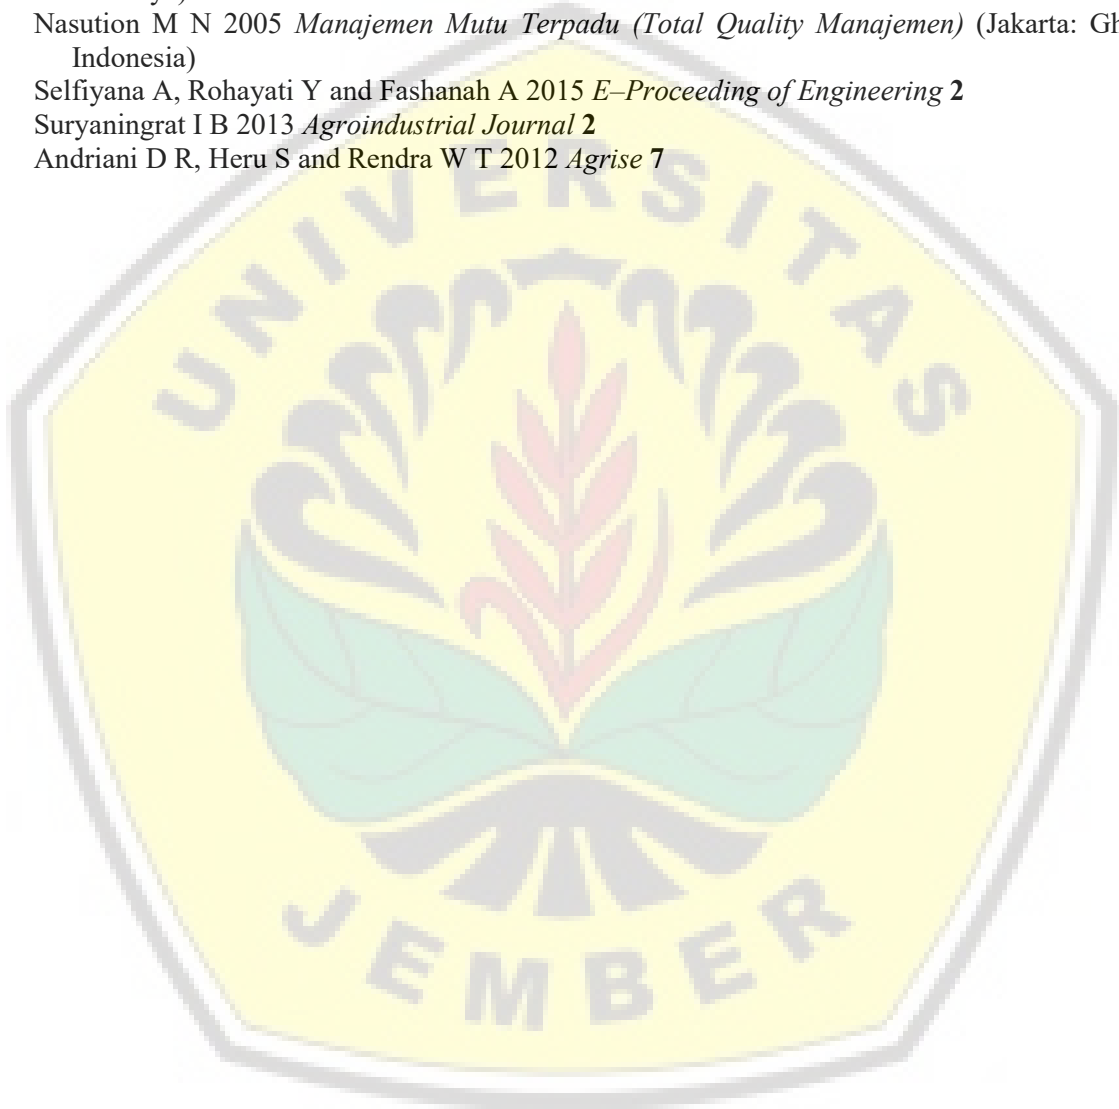 Nasution M N 2005 Manajemen Mutu Terpadu (Total Quality Manajemen) (Jakarta:
Indonesia)
Selfiyana A, Rohayati Y and Fashanah A 2015 E–Proceeding of Engineering 2
Suryaningrat I B 2013 Agroindustrial Journal 2
Andriani D R, Heru S and Rendra W T 2012 Agrise 7
UNIVERSITAS
JEMBER